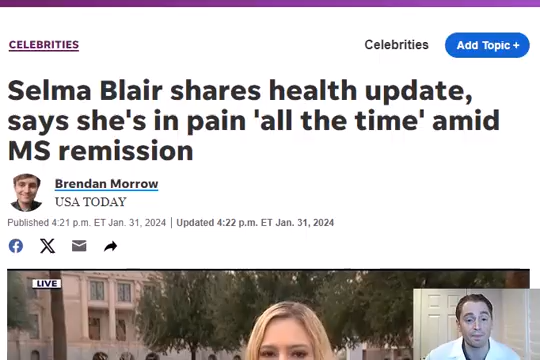 CELEBRITIES
Celebrities
Add Topic +
Selma Blair shares health update,
says she's in pain 'all the time' amid
MS remission
Brendan Morrow
USA TODAY
Published 4:21 p.m. ET Jan. 31, 2024 | Updated 4:22 p.m. ET Jan. 31, 2024
LIVE